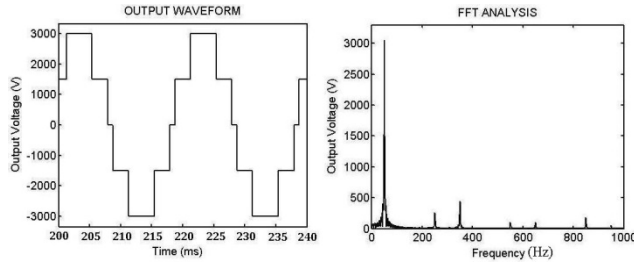 OUTPUT WAVEFORM
3000
2000
1000
0
-1000
-2000
-3000
Output Voltage (V)
200 205 210 215 220 225 230 235 240
Time (ms)
FFT ANALYSIS
3000
2500
2000
1500
1000
500
0
Output Voltage (V)
0 200 400 600 800 1000
Frequency (Hz)